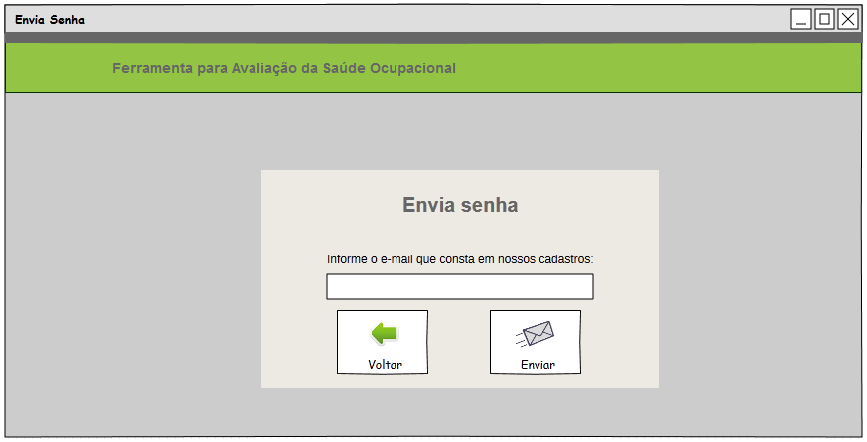 Envia Senha
Ferramenta para Avaliação da Saúde Ocupacional
Envia senha
Informe o e-mail que consta em nossos cadastros:
Voltar
Enviar